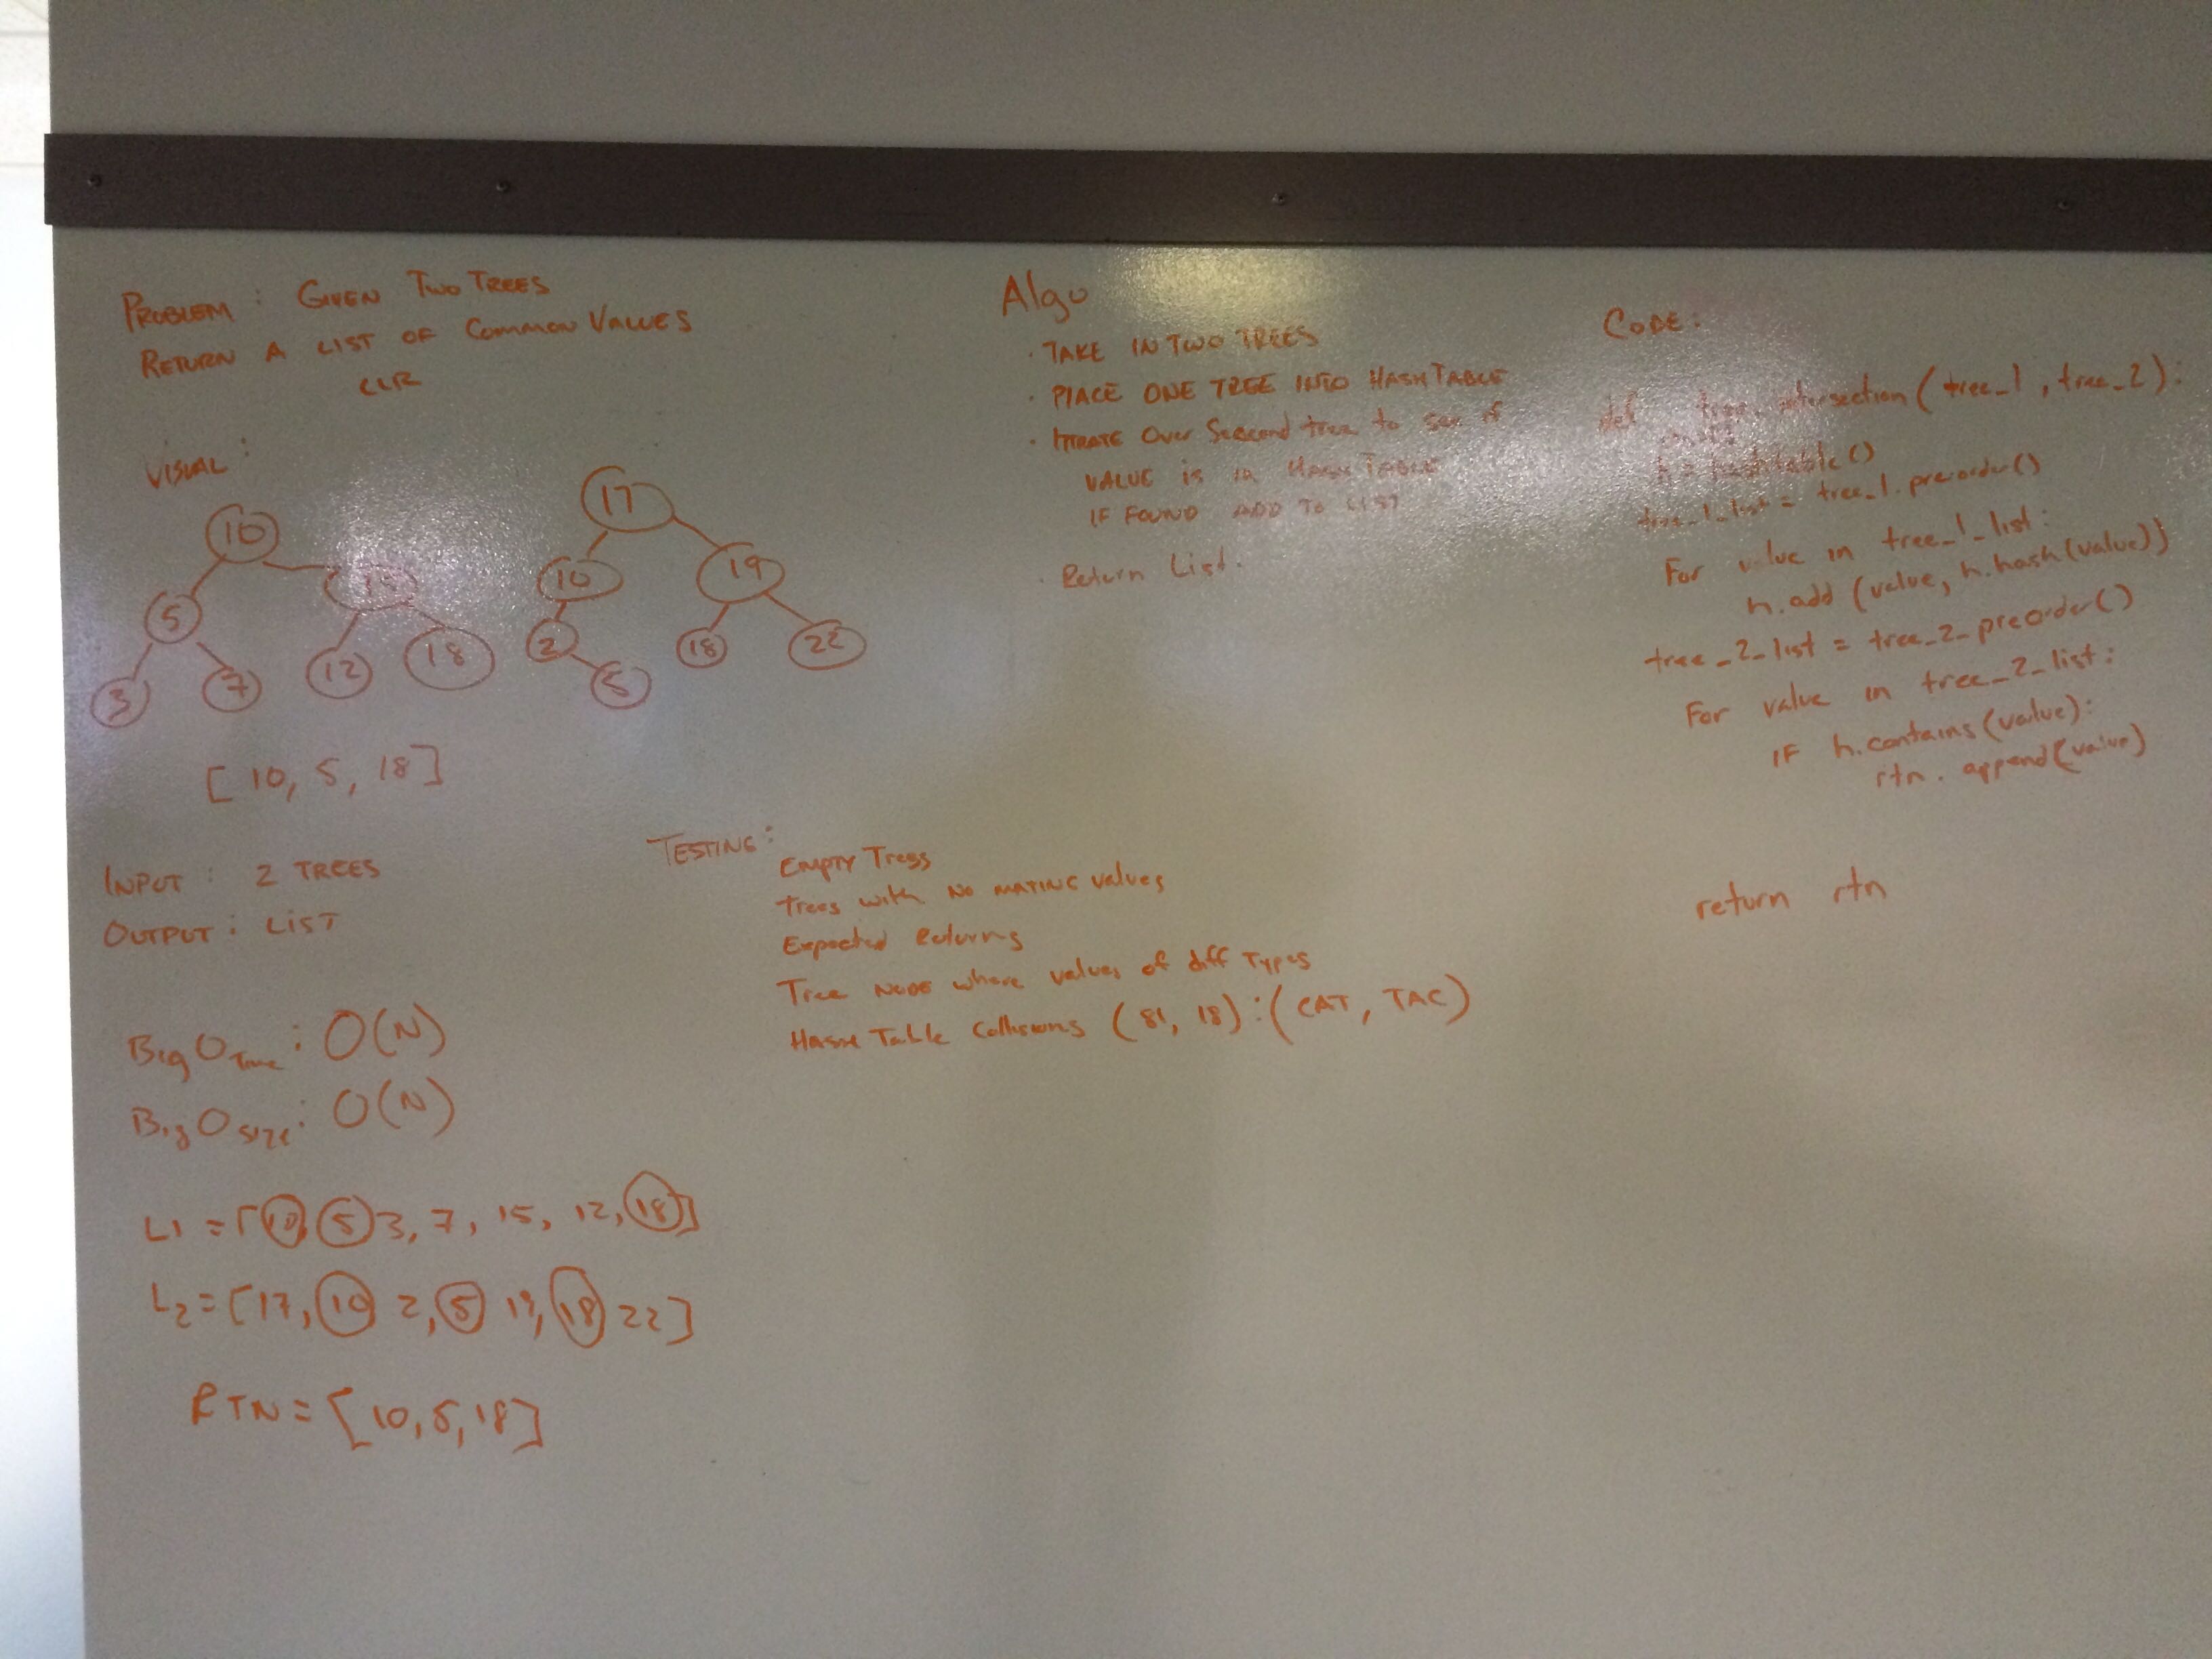 PROBLEM : GIVEN TWO TREES
RETURN A LIST OF COMMON VALUES
CLR
VISUAL :
10
5
15
3
7
12
18
17
10
19
2
18
22
5
[ 10, 5, 18 ]
INPUT : 2 TREES
OUTPUT : LIST
Big O Time : O(N)
Big O SIZE : O(N)
L1 = [10, 5 3, 7, 15, 12, 18]
L2 = [17, 10 2, 5 19, 18 22]
RTN = [10, 5, 18]
Algo
· TAKE IN TWO TREES
· PLACE ONE TREE INTO HASHTABLE
· ITRATE Over Seecond tree to see if
VALUE is in HASH TABLE
IF FOUND ADD TO LIST
· Return List.
TESTING :
EMPTY Tress
trees with NO MATING values
Expected Returns
Tree NODE where values of diff Types
Hash Table Collisions (81, 18) : (CAT, TAC)
CODE :
def tree intersection (tree_1, tree_2) :
h = hashtable()
tree_1_list = tree_1. preorder()
For value in tree_1_list :
h.add (value, h.hash(value))
tree_2_list = tree_2_preorder()
For value in tree_2_list :
IF h.contains (value) :
rtn. append(value)
return rtn